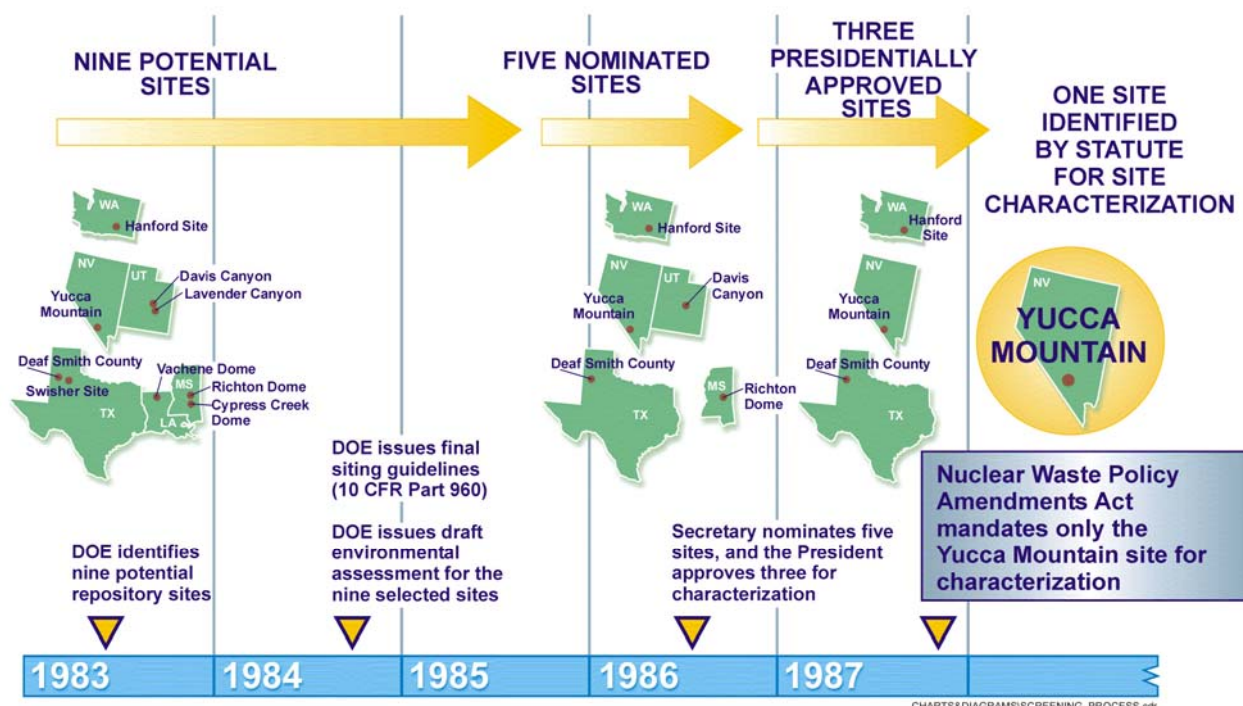 NINE POTENTIAL
SITES
FIVE NOMINATED
SITES
THREE
PRESIDENTIALLY
APPROVED
SITES
ONE SITE
IDENTIFIED
BY STATUTE
FOR SITE
CHARACTERIZATION
WA
Hanford Site
NV
UT
Davis Canyon
Lavender Canyon
Yucca
Mountain
Deaf Smith County
Swisher Site
Vachene Dome
MS
Richton Dome
Cypress Creek
Dome
TX
LA
WA
Hanford Site
NV
UT
Davis
Canyon
Yucca
Mountain
Deaf Smith County
TX
MS
Richton
Dome
WA
Hanford
Site
NV
Yucca
Mountain
Deaf Smith County
TX
NV
YUCCA
MOUNTAIN
DOE identifies
nine potential
repository sites
DOE issues final
siting guidelines
(10 CFR Part 960)
DOE issues draft
environmental
assessment for the
nine selected sites
Secretary nominates five
sites, and the President
approves three for
characterization
Nuclear Waste Policy
Amendments Act
mandates only the
Yucca Mountain site for
characterization
1983
1984
1985
1986
1987